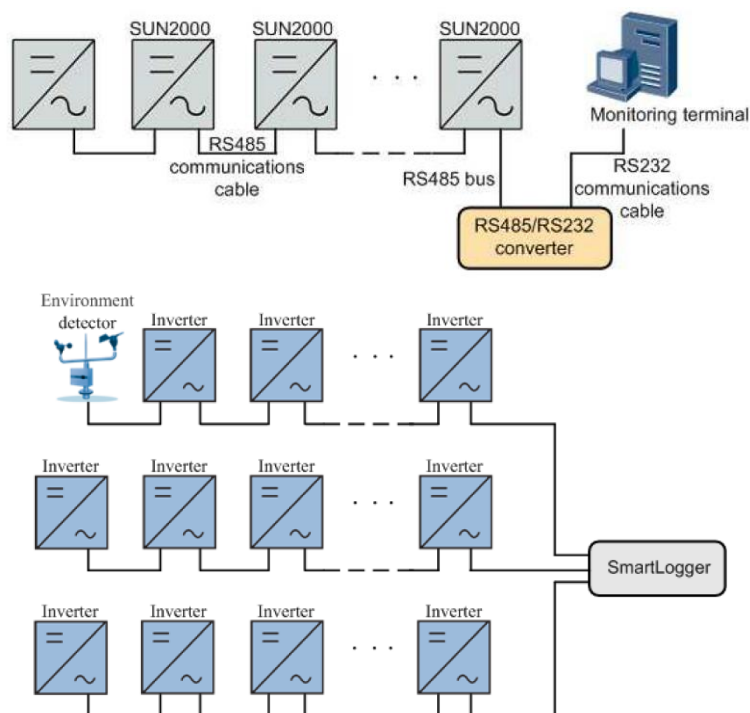 SUN2000 SUN2000 SUN2000
Monitoring terminal
RS485
communications
cable
RS485 bus
RS232
communications
cable
RS485/RS232
converter
Environment
detector
Inverter Inverter Inverter
Inverter Inverter Inverter Inverter
SmartLogger
Inverter Inverter Inverter Inverter